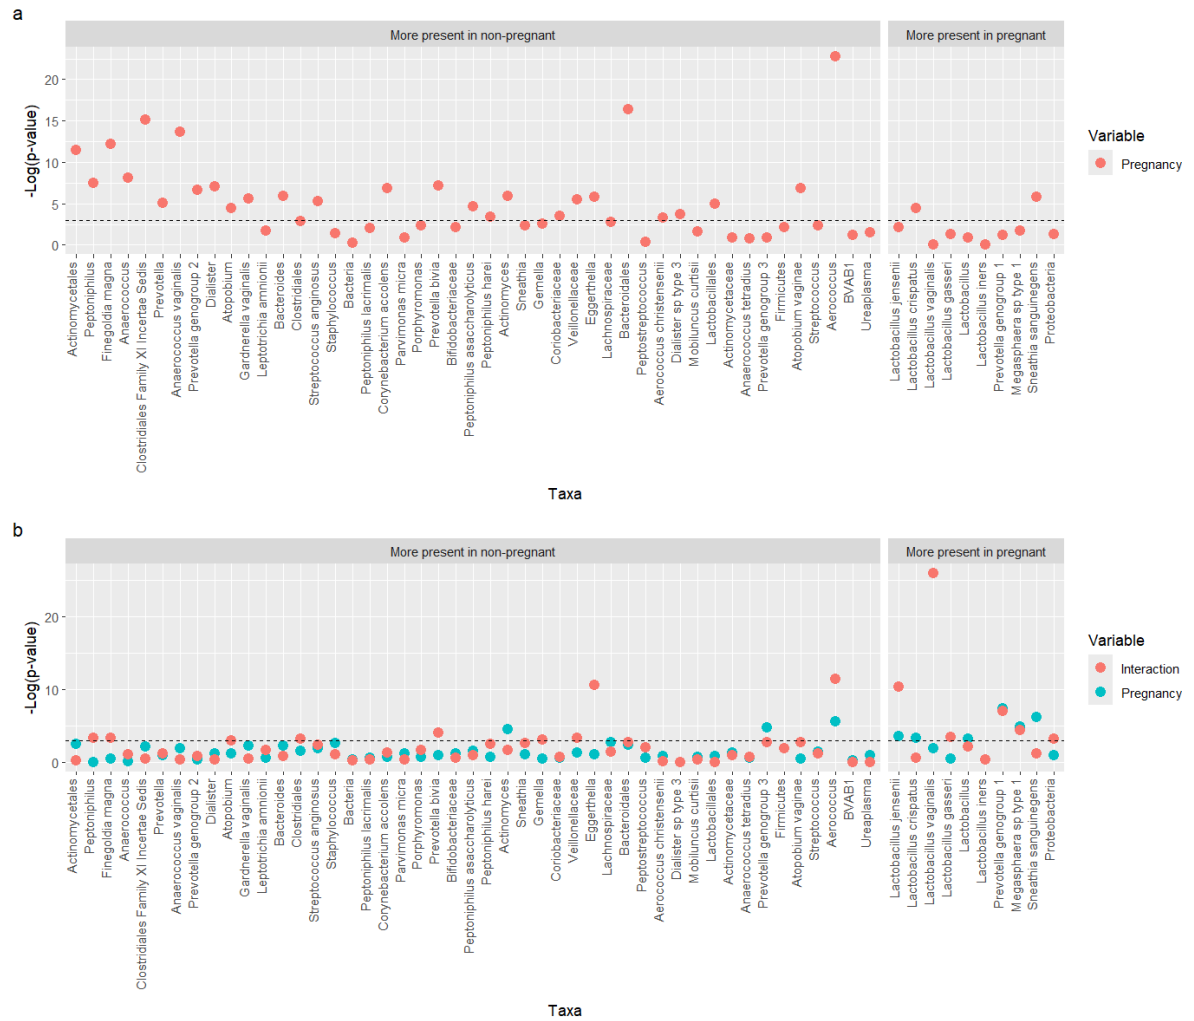 a
More present in non-pregnant
More present in pregnant
20
15
10
5
0
-Log(p-value)
Actinomycetales
Peptoniphilus
Finegoldia magna
Anaerococcus
Clostridiales Family XI Incertae Sedis
Prevotella
Anaerococcus vaginalis
Prevotella genogroup 2
Dialister
Atopobium
Gardnerella vaginalis
Leptotrichia amnionii
Bacteroides
Clostridiales
Streptococcus anginosus
Staphylococcus
Bacteria
Peptoniphilus lacrimalis
Corynebacterium accolens
Parvimonas micra
Porphyromonas
Prevotella bivia
Bifidobacteriaceae
Peptoniphilus asaccharolyticus
Peptoniphilus harei
Actinomyces
Sneathia
Gemella
Coriobacteriaceae
Veillonellaceae
Eggerthella
Lachnospiraceae
Bacteroidales
Peptostreptococcus
Aerococcus christensenii
Dialister sp type 3
Mobiluncus curtisii
Lactobacillales
Actinomycetaceae
Anaerococcus tetradius
Prevotella genogroup 3
Firmicutes
Atopobium vaginae
Streptococcus
Aerococcus
BVAB1
Ureaplasma
Lactobacillus jensenii
Lactobacillus crispatus
Lactobacillus vaginalis
Lactobacillus gasseri
Lactobacillus
Lactobacillus iners
Prevotella genogroup 1
Megasphaera sp type 1
Sneathia sanguinegens
Proteobacteria
Taxa
Variable
Pregnancy
b
More present in non-pregnant
More present in pregnant
20
10
0
-Log(p-value)
Actinomycetales
Peptoniphilus
Finegoldia magna
Anaerococcus
Clostridiales Family XI Incertae Sedis
Prevotella
Anaerococcus vaginalis
Prevotella genogroup 2
Dialister
Atopobium
Gardnerella vaginalis
Leptotrichia amnionii
Bacteroides
Clostridiales
Streptococcus anginosus
Staphylococcus
Bacteria
Peptoniphilus lacrimalis
Corynebacterium accolens
Parvimonas micra
Porphyromonas
Prevotella bivia
Bifidobacteriaceae
Peptoniphilus asaccharolyticus
Peptoniphilus harei
Actinomyces
Sneathia
Gemella
Coriobacteriaceae
Veillonellaceae
Eggerthella
Lachnospiraceae
Bacteroidales
Peptostreptococcus
Aerococcus christensenii
Dialister sp type 3
Mobiluncus curtisii
Lactobacillales
Actinomycetaceae
Anaerococcus tetradius
Prevotella genogroup 3
Firmicutes
Atopobium vaginae
Streptococcus
Aerococcus
BVAB1
Ureaplasma
Lactobacillus jensenii
Lactobacillus crispatus
Lactobacillus vaginalis
Lactobacillus gasseri
Lactobacillus
Lactobacillus iners
Prevotella genogroup 1
Megasphaera sp type 1
Sneathia sanguinegens
Proteobacteria
Taxa
Variable
Interaction
Pregnancy